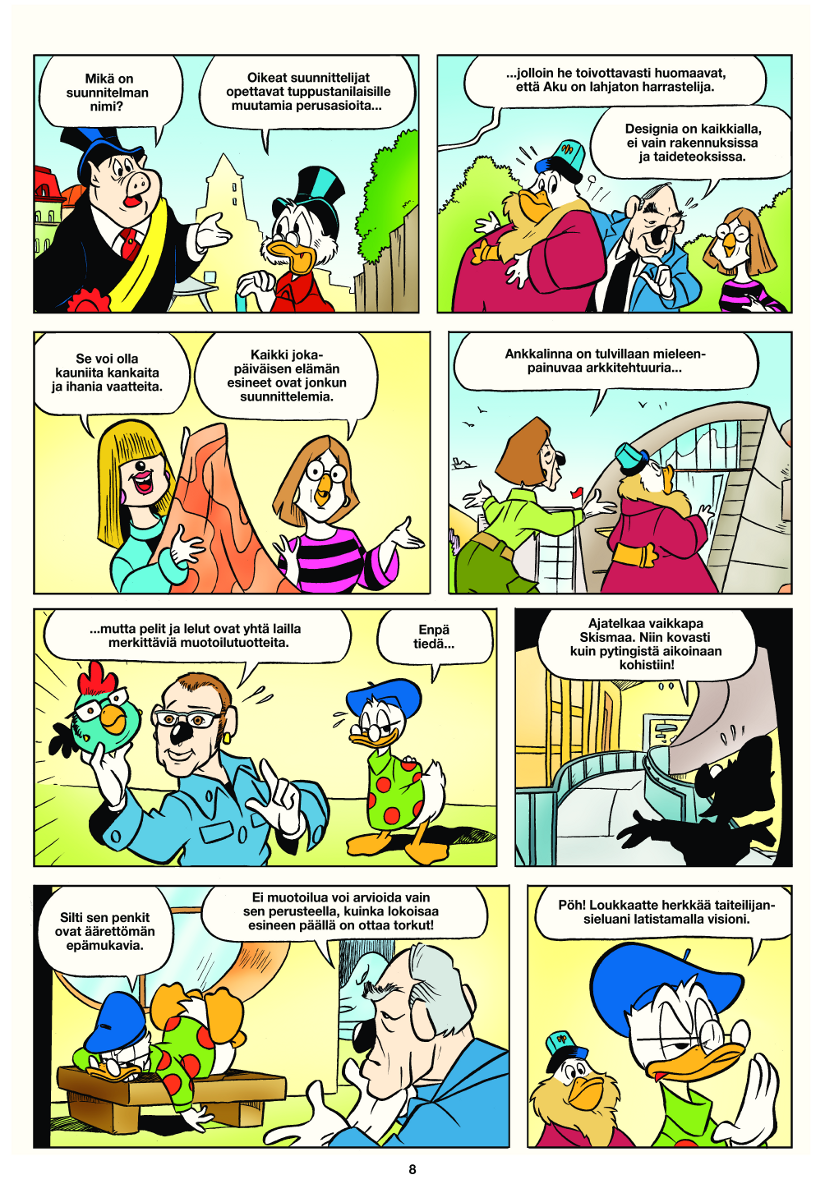 Mikä on
suunnitelman
nimi?
Oikeat suunnittelijat
opettavat tuppustanilaisille
muutamia perusasioita...
...jolloin he toivottavasti huomaavat,
että Aku on lahjaton harrastelija.
Designia on kaikkialla,
ei vain rakennuksissa
ja taideteoksissa.
Se voi olla
kauniita kankaita
ja ihania vaatteita.
Kaikki joka-
päiväisen elämän
esineet ovat jonkun
suunnittelemia.
Ankkalinna on tulvillaan mieleen-
painuvaa arkkitehtuuria...
...mutta pelit ja lelut ovat yhtä lailla
merkittäviä muotoilutuotteita.
Enpä
tiedä...
Ajatelkaa vaikkapa
Skismaa. Niin kovasti
kuin pytingistä aikoinaan
kohistiin!
Silti sen penkit
ovat äärettömän
epämukavia.
Ei muotoilua voi arvioida vain
sen perusteella, kuinka lokoisaa
esineen päällä on ottaa torkut!
Pöh! Loukkaatte herkkää taiteilijan-
sieluani latistamalla visioni.
8